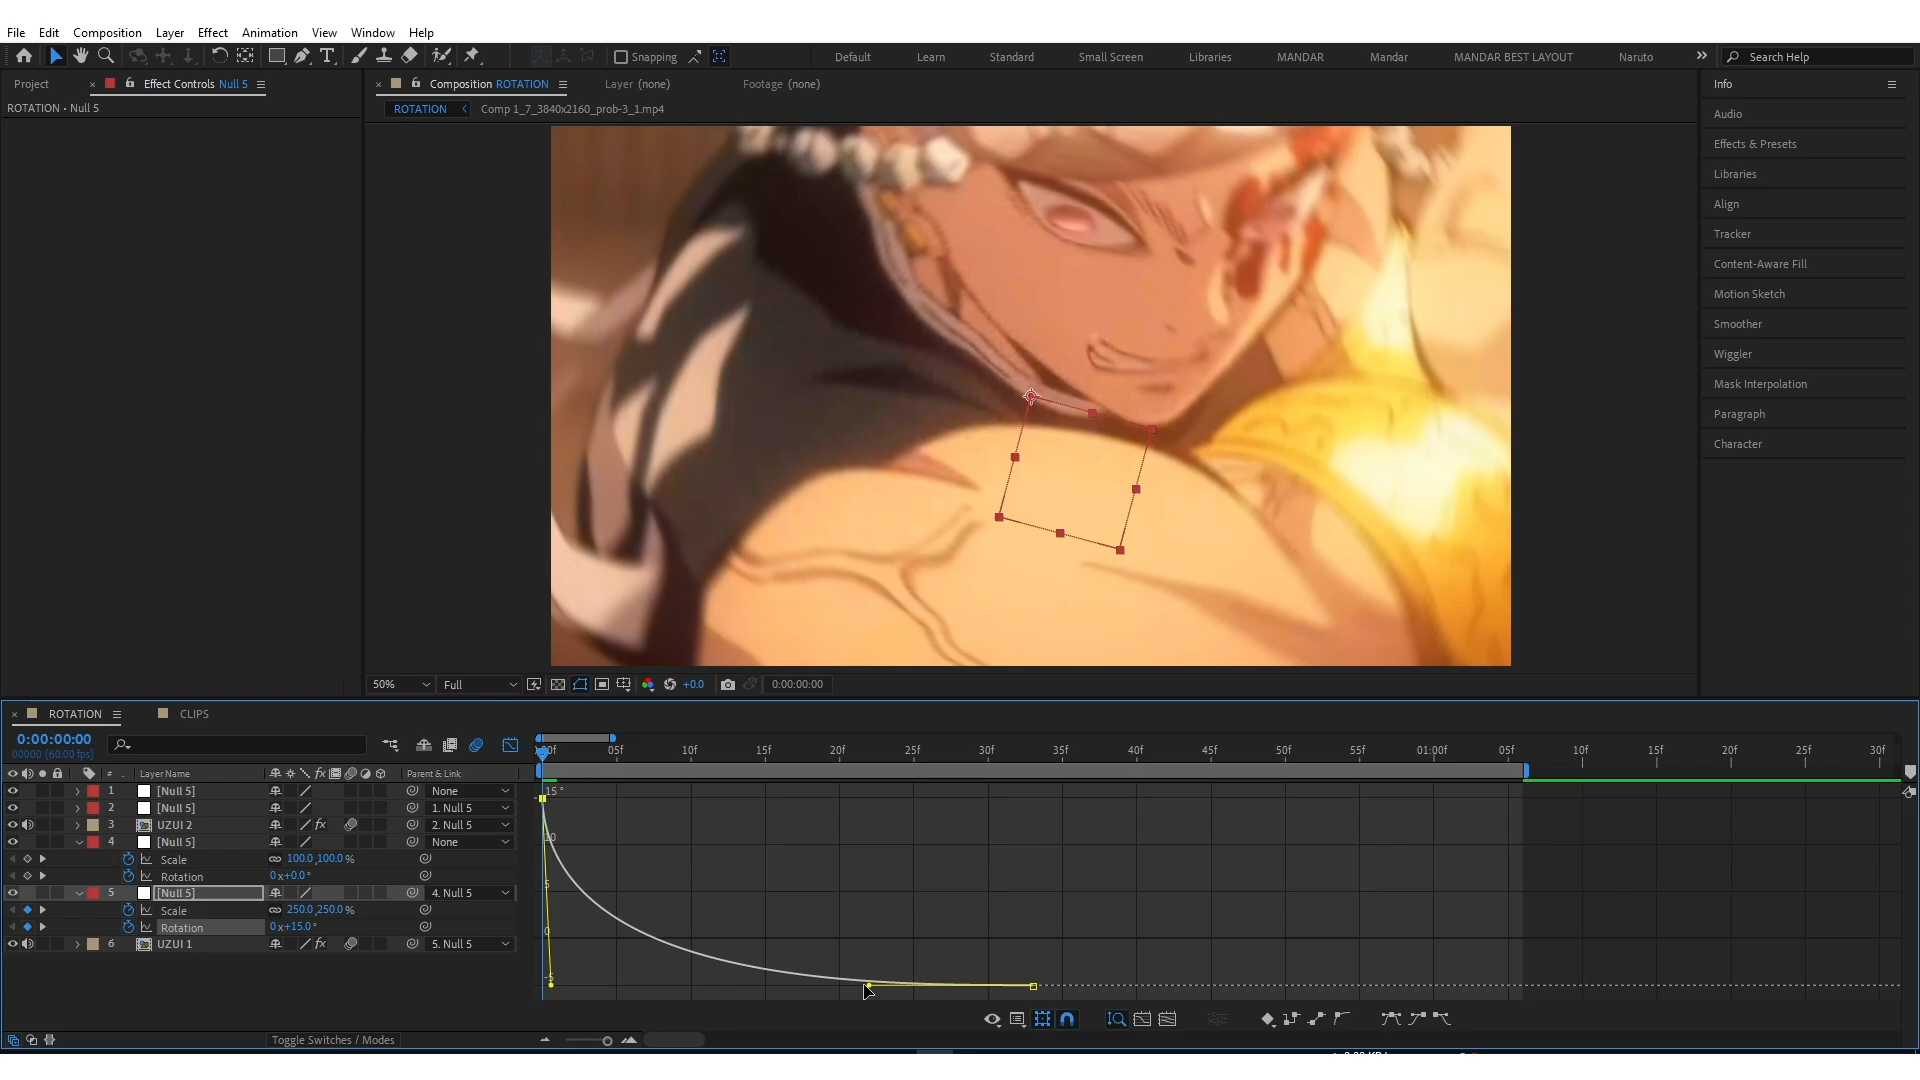 File Edit Composition Layer Effect Animation View Window Help
Snapping Default Learn Standard Small Screen Libraries MANDAR Mandar MANDAR BEST LAYOUT Naruto Search Help
Project Effect Controls Null 5 Composition ROTATION Layer (none) Footage (none) Info
ROTATION • Null 5 ROTATION Comp 1_7_3840x2160_prob-3_1.mp4
Audio
Effects & Presets
Libraries
Align
Tracker
Content-Aware Fill
Motion Sketch
Smoother
Wiggler
Mask Interpolation
Paragraph
Character
50% Full +0.0 0:00:00:00
ROTATION CLIPS
0:00:00:00
00000 (60.00 fps)
:00f 05f 10f 15f 20f 25f 30f 35f 40f 45f 50f 55f 01:00f 05f 10f 15f 20f 25f 30f
# . Layer Name fx Parent & Link
1 [Null 5] None 15 °
2 [Null 5] 1. Null 5
3 UZUI 2 fx 2. Null 5
4 [Null 5] None 10
Scale 100.0,100.0 %
Rotation 0x+0.0 ° 5
5 [Null 5] 4. Null 5
Scale 250.0,250.0 %
Rotation 0x+15.0 ° 0
6 UZUI 1 fx 5. Null 5
-5
Toggle Switches / Modes